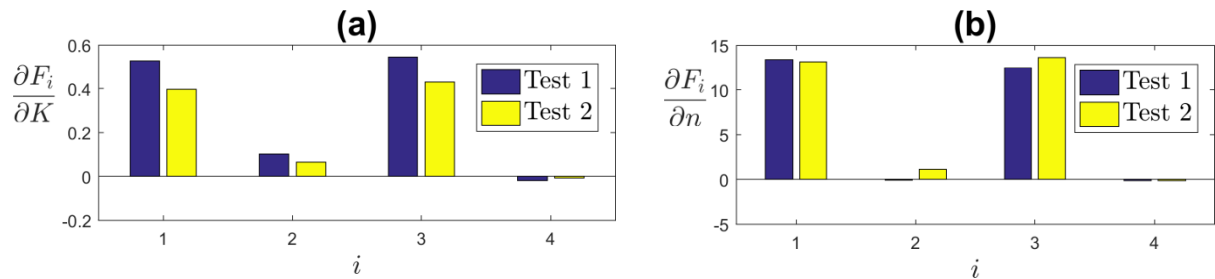 (a)
0.6
0.4
0.2
0
-0.2
∂F_i/∂K
Test 1
Test 2
1 2 3 4
i
(b)
15
10
5
0
-5
∂F_i/∂n
Test 1
Test 2
1 2 3 4
i